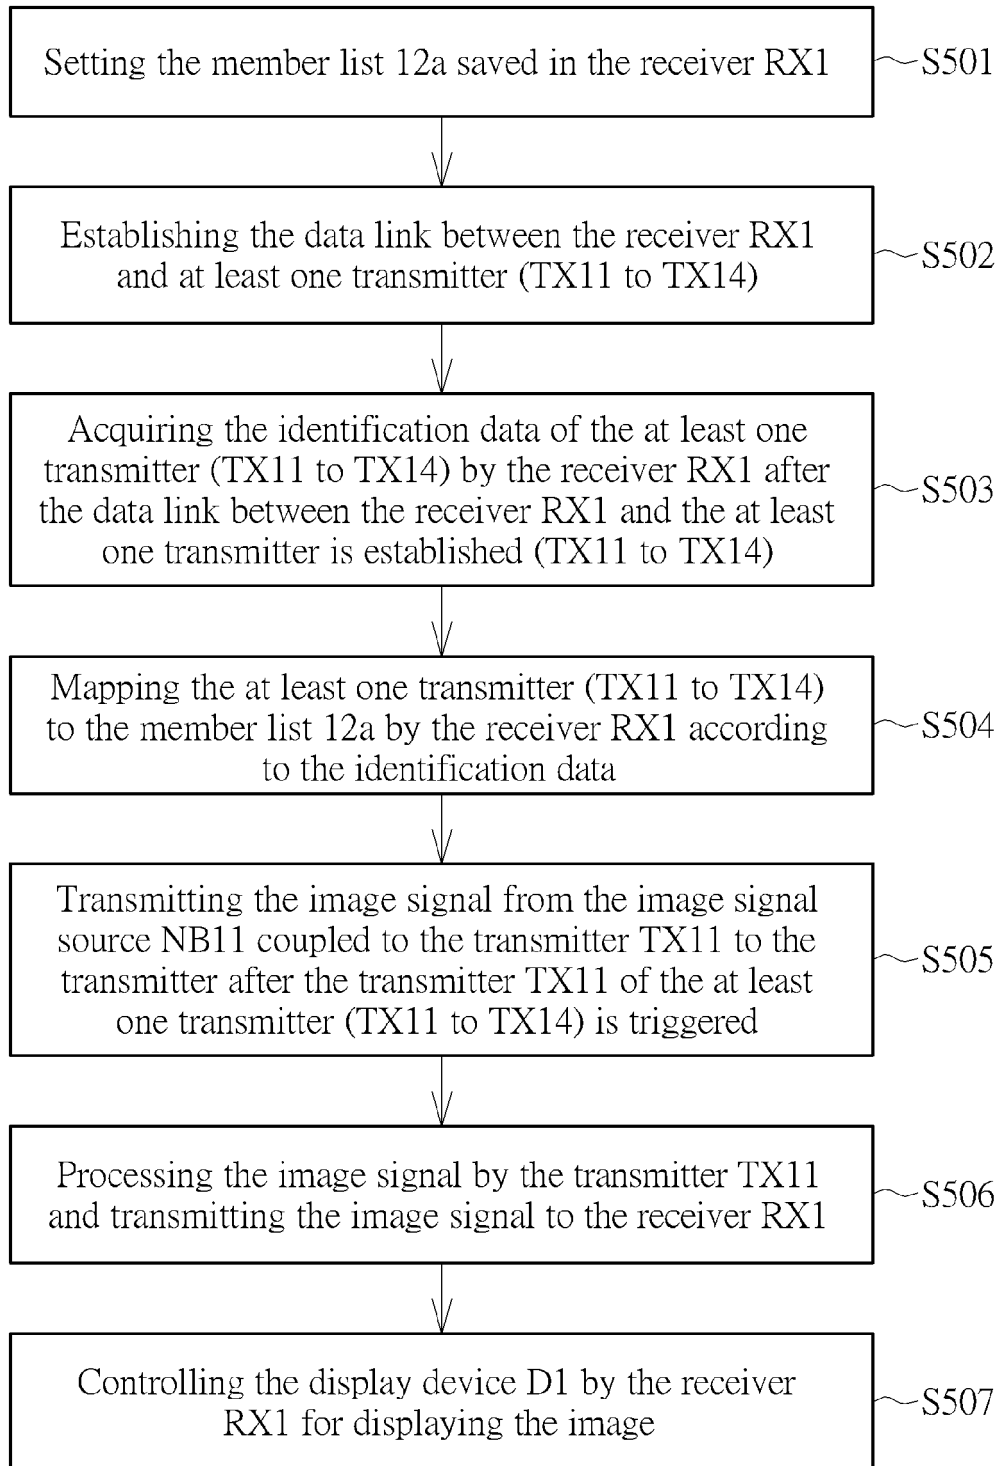 Setting the member list 12a saved in the receiver RX1
S501
Establishing the data link between the receiver RX1
and at least one transmitter (TX11 to TX14)
S502
Acquiring the identification data of the at least one
transmitter (TX11 to TX14) by the receiver RX1 after
the data link between the receiver RX1 and the at least
one transmitter is established (TX11 to TX14)
S503
Mapping the at least one transmitter (TX11 to TX14)
to the member list 12a by the receiver RX1 according
to the identification data
S504
Transmitting the image signal from the image signal
source NB11 coupled to the transmitter TX11 to the
transmitter after the transmitter TX11 of the at least
one transmitter (TX11 to TX14) is triggered
S505
Processing the image signal by the transmitter TX11
and transmitting the image signal to the receiver RX1
S506
Controlling the display device D1 by the receiver
RX1 for displaying the image
S507